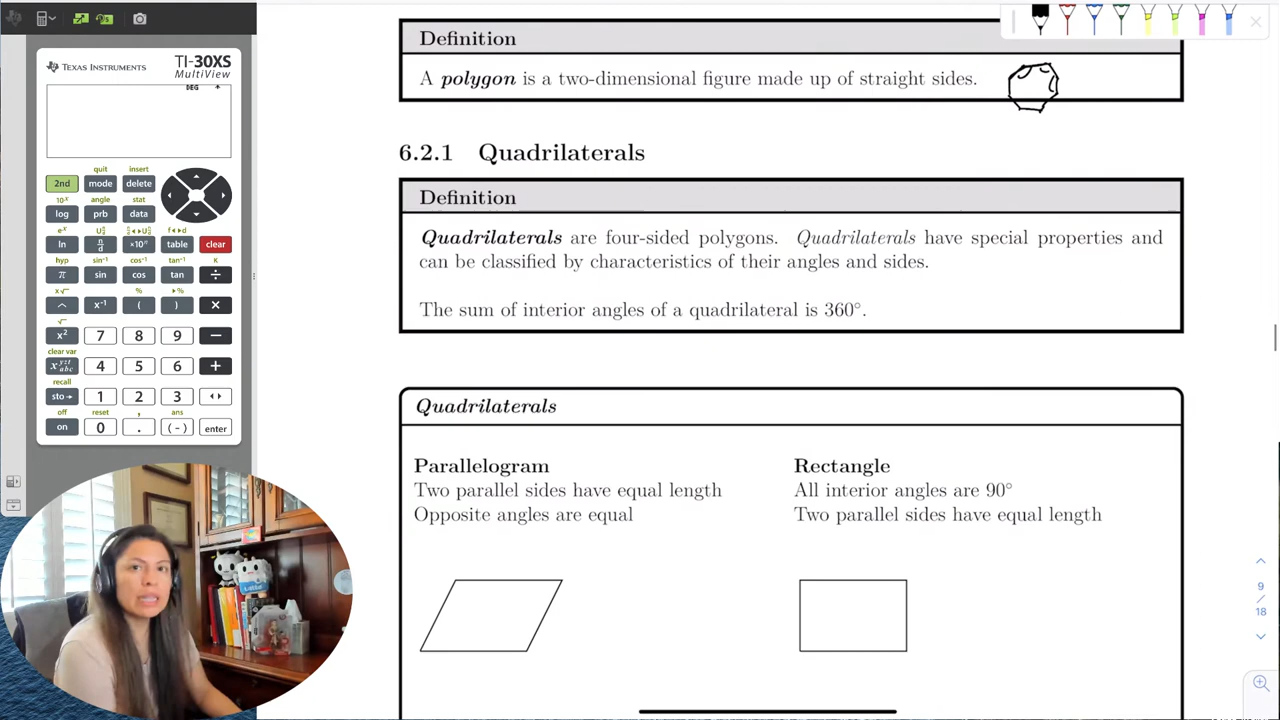 TEXAS INSTRUMENTS
TI-30XS
MultiView
DEG
quit insert
2nd mode delete
10ˣ angle stat
log prb data
eˣ f◄►d
ln n/d ×10ⁿ table clear
hyp sin⁻¹ cos⁻¹ tan⁻¹ K
π sin cos tan ÷
x√ % ►%
^ x⁻¹ ( ) ×
√
x² 7 8 9 −
clear var
x yzt abc 4 5 6 +
recall
sto→ 1 2 3 ◄►
off reset , ans
on 0 . (-) enter
Definition
A polygon is a two-dimensional figure made up of straight sides.
6.2.1 Quadrilaterals
Definition
Quadrilaterals are four-sided polygons. Quadrilaterals have special properties and
can be classified by characteristics of their angles and sides.
The sum of interior angles of a quadrilateral is 360°.
Quadrilaterals
Parallelogram
Two parallel sides have equal length
Opposite angles are equal
Rectangle
All interior angles are 90°
Two parallel sides have equal length
9
/
18